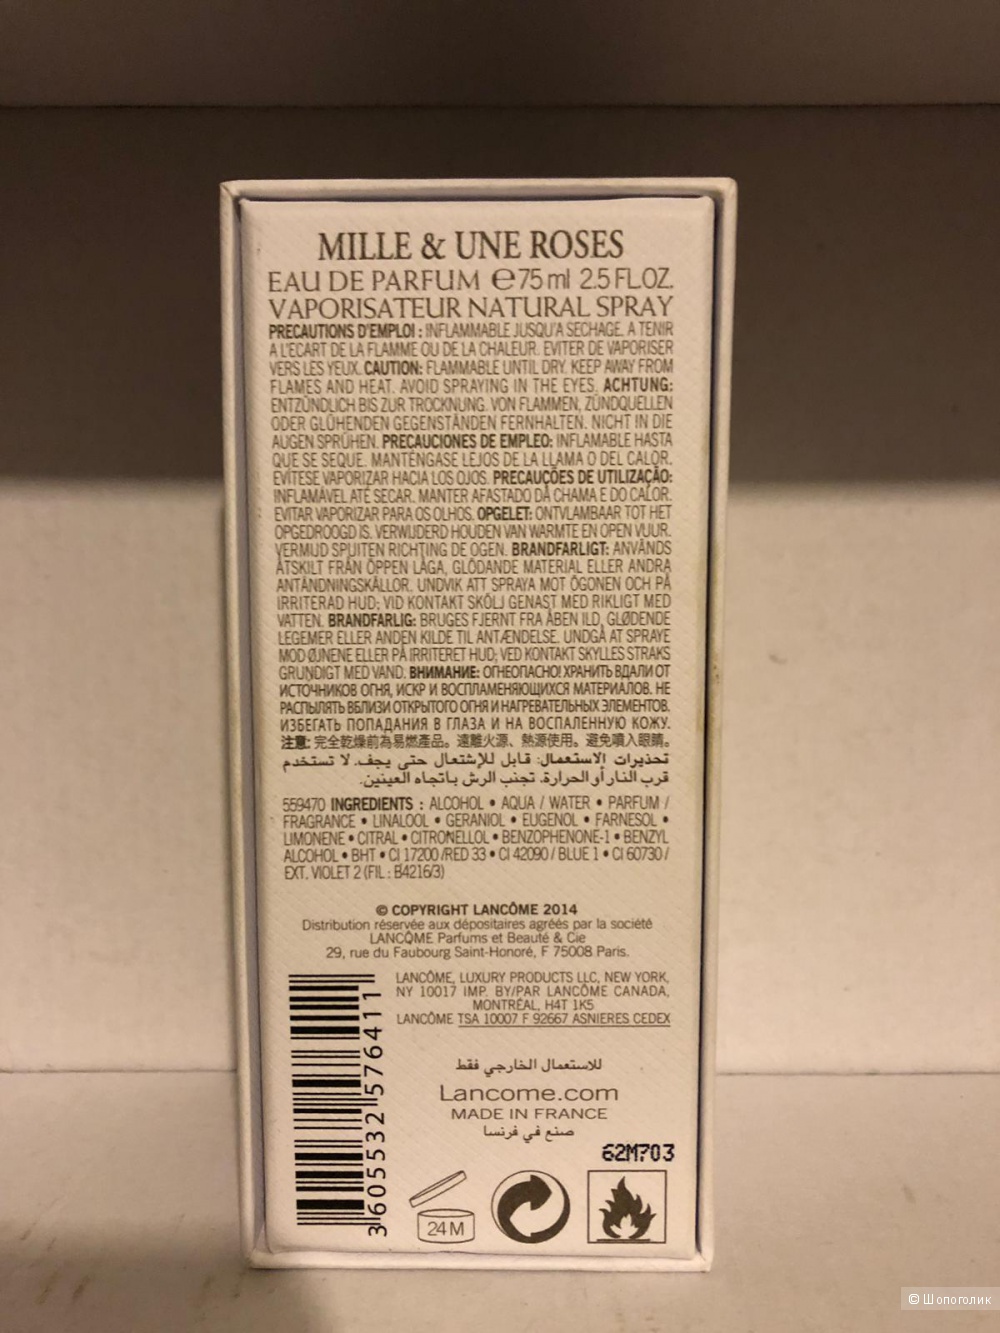 MILLE & UNE ROSES
EAU DE PARFUM ℮75 ml 2.5 FL.OZ.
VAPORISATEUR NATURAL SPRAY
PRECAUTIONS D'EMPLOI : INFLAMMABLE JUSQU'A SECHAGE. A TENIR
A L'ECART DE LA FLAMME OU DE LA CHALEUR. EVITER DE VAPORISER
VERS LES YEUX. CAUTION: FLAMMABLE UNTIL DRY. KEEP AWAY FROM
FLAMES AND HEAT. AVOID SPRAYING IN THE EYES. ACHTUNG:
ENTZÜNDLICH BIS ZUR TROCKNUNG. VON FLAMMEN, ZÜNDQUELLEN
ODER GLÜHENDEN GEGENSTÄNDEN FERNHALTEN. NICHT IN DIE
AUGEN SPRÜHEN. PRECAUCIONES DE EMPLEO: INFLAMABLE HASTA
QUE SE SEQUE. MANTÉNGASE LEJOS DE LA LLAMA O DEL CALOR.
EVÍTESE VAPORIZAR HACIA LOS OJOS. PRECAUÇÕES DE UTILIZAÇÃO:
INFLAMÁVEL ATÉ SECAR. MANTER AFASTADO DA CHAMA E DO CALOR.
EVITAR VAPORIZAR PARA OS OLHOS. OPGELET: ONTVLAMBAAR TOT HET
OPGEDROOGD IS. VERWIJDERD HOUDEN VAN WARMTE EN OPEN VUUR.
VERMIJD SPUITEN RICHTING DE OGEN. BRANDFARLIGT: ANVÄNDS
ÅTSKILT FRÅN ÖPPEN LÅGA, GLÖDANDE MATERIAL ELLER ANDRA
ANTÄNDNINGSKÄLLOR. UNDVIK ATT SPRAYA MOT ÖGONEN OCH PÅ
IRRITERAD HUD; VID KONTAKT SKÖLJ GENAST MED RIKLIGT MED
VATTEN. BRANDFARLIG: BRUGES FJERNT FRA ÅBEN ILD, GLØDENDE
LEGEMER ELLER ANDEN KILDE TIL ANTÆNDELSE. UNDGÅ AT SPRAYE
MOD ØJNENE ELLER PÅ IRRITERET HUD; VED KONTAKT SKYLLES STRAKS
GRUNDIGT MED VAND. ВНИМАНИЕ: ОГНЕОПАСНО! ХРАНИТЬ ВДАЛИ ОТ
ИСТОЧНИКОВ ОГНЯ, ИСКР И ВОСПЛАМЕНЯЮЩИХСЯ МАТЕРИАЛОВ. НЕ
РАСПЫЛЯТЬ ВБЛИЗИ ОТКРЫТОГО ОГНЯ И НАГРЕВАТЕЛЬНЫХ ЭЛЕМЕНТОВ.
ИЗБЕГАТЬ ПОПАДАНИЯ В ГЛАЗА И НА ВОСПАЛЕННУЮ КОЖУ.
注意: 完全乾燥前為易燃產品。遠離火源、熱源使用。避免噴入眼睛。
تحذيرات الاستعمال: قابل للإشتعال حتى يجف. لا تستخدم
قرب النار أو الحرارة. تجنب الرش باتجاه العينين.
559470 INGREDIENTS : ALCOHOL • AQUA / WATER • PARFUM /
FRAGRANCE • LINALOOL • GERANIOL • EUGENOL • FARNESOL •
LIMONENE • CITRAL • CITRONELLOL • BENZOPHENONE-1 • BENZYL
ALCOHOL • BHT • CI 17200 /RED 33 • CI 42090 / BLUE 1 • CI 60730 /
EXT. VIOLET 2 (FIL : B4216/3)
© COPYRIGHT LANCÔME 2014
Distribution réservée aux dépositaires agréés par la société
LANCÔME Parfums et Beauté & Cie
29, rue du Faubourg Saint-Honoré, F 75008 Paris.
LANCÔME, LUXURY PRODUCTS LLC, NEW YORK,
NY 10017 IMP. BY/PAR LANCÔME CANADA,
MONTRÉAL, H4T 1K5
LANCÔME TSA 10007 F 92667 ASNIERES CEDEX
3 605532 576411
للاستعمال الخارجي فقط
Lancome.com
MADE IN FRANCE
صنع في فرنسا
62M703
24 M
© Шопоголик